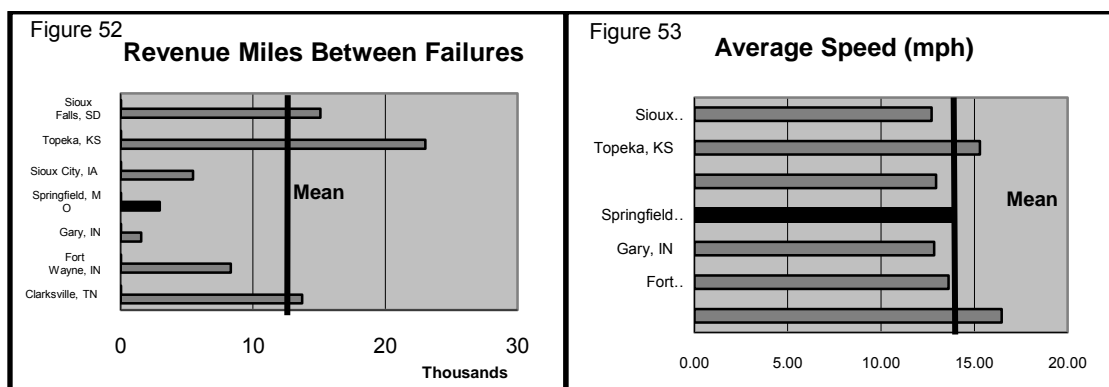 Figure 52
Revenue Miles Between Failures
Sioux
Falls, SD
Topeka, KS
Sioux City, IA
Springfield, M
O
Gary, IN
Fort
Wayne, IN
Clarksville, TN
Mean
0 10 20 30
Thousands
Figure 53
Average Speed (mph)
Sioux..
Topeka, KS
Springfield..
Gary, IN
Fort..
Mean
0.00 5.00 10.00 15.00 20.00